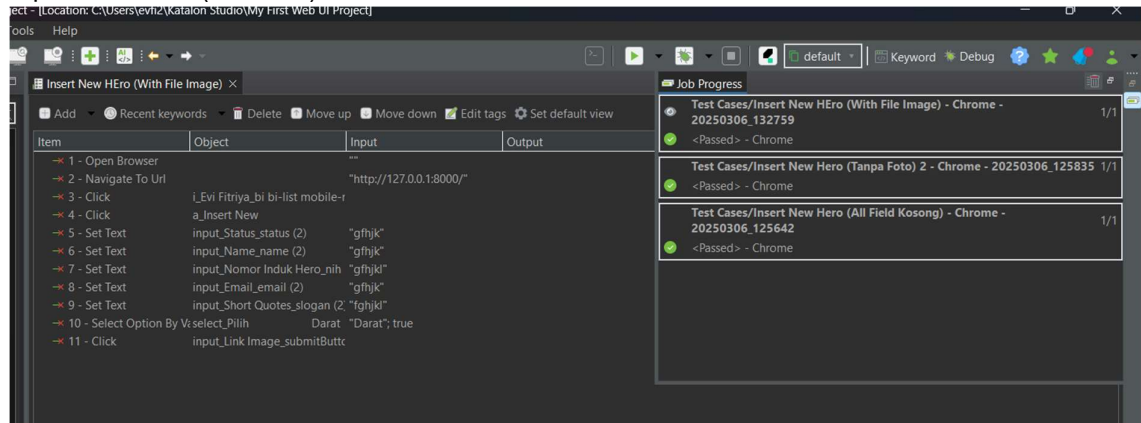 ect - [Location: C:\Users\evfi2\Katalon Studio\My First Web UI Project]
Tools Help
default Keyword Debug
Insert New HEro (With File Image)
Add Recent keywords Delete Move up Move down Edit tags Set default view
Item Object Input Output
1 - Open Browser ""
2 - Navigate To Url "http://127.0.0.1:8000/"
3 - Click i_Evi Fitriya_bi bi-list mobile-r
4 - Click a_Insert New
5 - Set Text input_Status_status (2) "gfhjk"
6 - Set Text input_Name_name (2) "gfhjk"
7 - Set Text input_Nomor Induk Hero_nih "gfhjkl"
8 - Set Text input_Email_email (2) "gfhjk"
9 - Set Text input_Short Quotes_slogan (2) "fghjkl"
10 - Select Option By Va select_Pilih Darat "Darat"; true
11 - Click input_Link Image_submitButtc
Job Progress
Test Cases/Insert New HEro (With File Image) - Chrome -
20250306_132759 1/1
<Passed> - Chrome
Test Cases/Insert New Hero (Tanpa Foto) 2 - Chrome - 20250306_125835 1/1
<Passed> - Chrome
Test Cases/Insert New Hero (All Field Kosong) - Chrome -
20250306_125642 1/1
<Passed> - Chrome